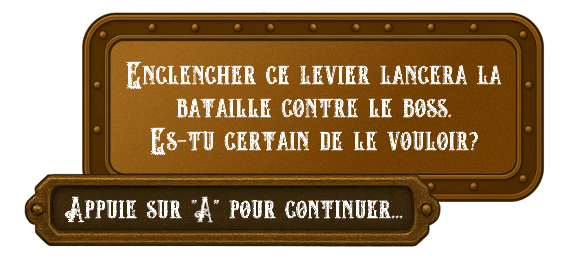 Enclencher ce levier lancera la
bataille contre le boss.
Es-tu certain de le vouloir?
Appuie sur "A" pour continuer...